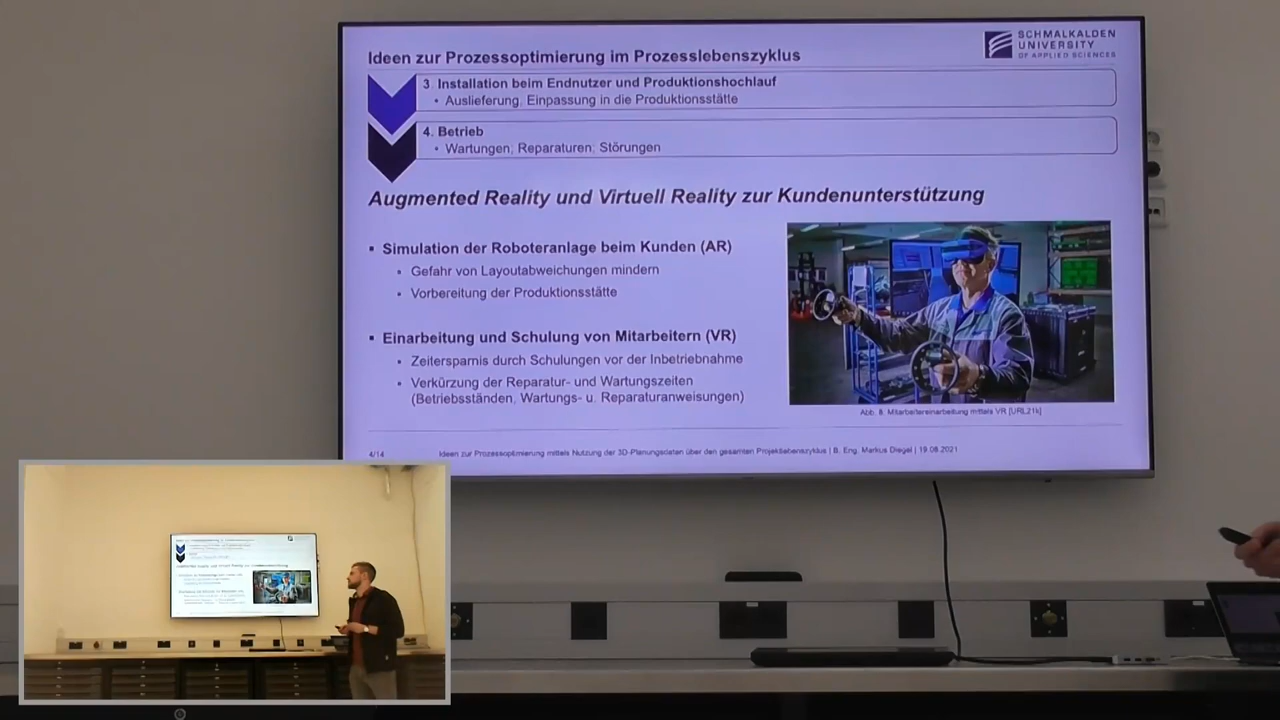 Ideen zur Prozessoptimierung im Prozesslebenszyklus
SCHMALKALDEN
UNIVERSITY
OF APPLIED SCIENCES
3. Installation beim Endnutzer und Produktionshochlauf
• Auslieferung, Einpassung in die Produktionsstätte
4. Betrieb
• Wartungen, Reparaturen, Störungen
Augmented Reality und Virtuell Reality zur Kundenunterstützung
▪ Simulation der Roboteranlage beim Kunden (AR)
• Gefahr von Layoutabweichungen mindern
• Vorbereitung der Produktionsstätte
▪ Einarbeitung und Schulung von Mitarbeitern (VR)
• Zeitersparnis durch Schulungen vor der Inbetriebnahme
• Verkürzung der Reparatur- und Wartungszeiten
(Betriebsständen, Wartungs- u. Reparaturanweisungen)
Abb. 8. Mitarbeitereinarbeitung mittels VR [URL21k]
4/14
Ideen zur Prozessoptimierung mittels Nutzung der 3D-Planungsdaten über den gesamten Projektlebenszyklus | B. Eng. Markus Diegel | 19.08.2021